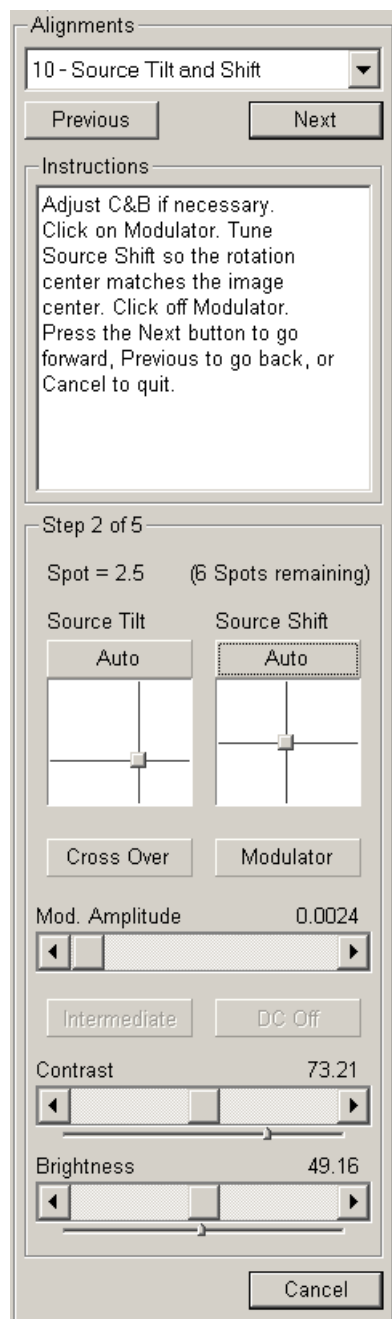 Alignments
10 - Source Tilt and Shift
Previous Next
Instructions
Adjust C&B if necessary.
Click on Modulator. Tune
Source Shift so the rotation
center matches the image
center. Click off Modulator.
Press the Next button to go
forward, Previous to go back, or
Cancel to quit.
Step 2 of 5
Spot = 2.5 (6 Spots remaining)
Source Tilt Source Shift
Auto Auto
Cross Over Modulator
Mod. Amplitude 0.0024
Intermediate DC Off
Contrast 73.21
Brightness 49.16
Cancel